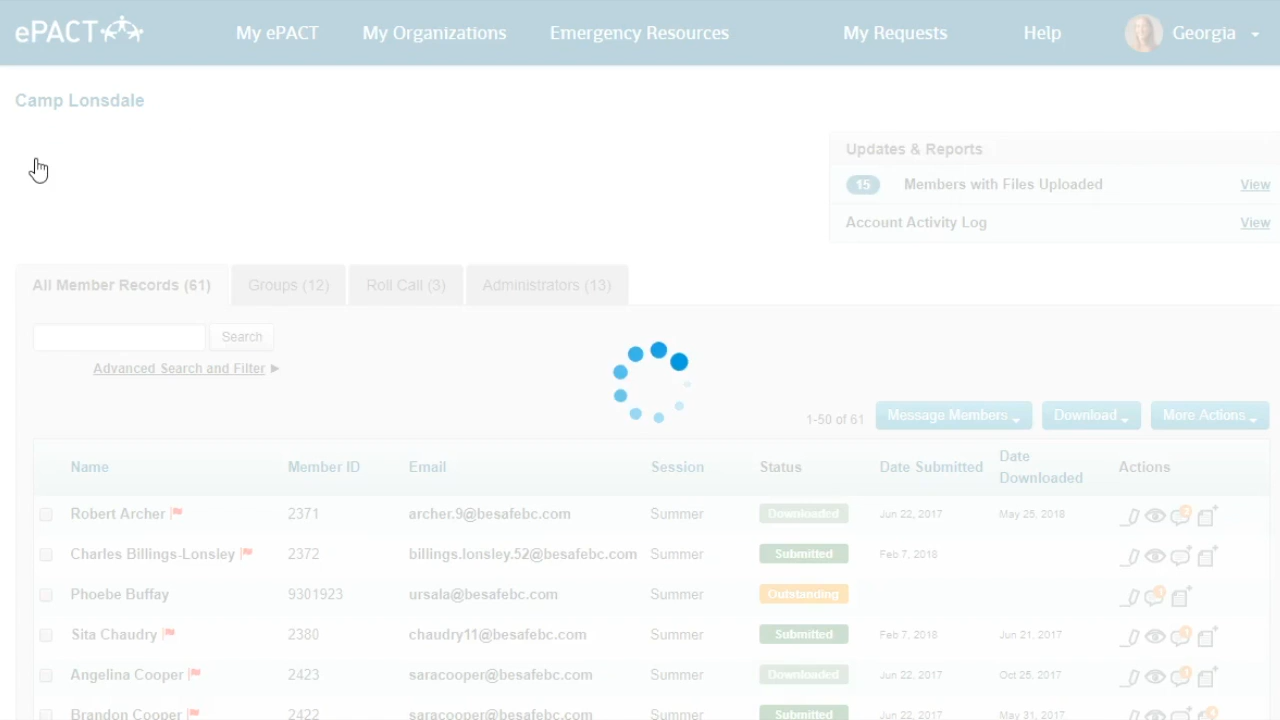 ePACT My ePACT My Organizations Emergency Resources My Requests Help Georgia
Camp Lonsdale
Updates & Reports
15 Members with Files Uploaded View
Account Activity Log View
All Member Records (61) Groups (12) Roll Call (3) Administrators (13)
Search
Advanced Search and Filter
1-50 of 61 Message Members Download More Actions
Name Member ID Email Session Status Date Submitted Date Downloaded Actions
Robert Archer 2371 archer.9@besafebc.com Summer Downloaded Jun 22, 2017 May 25, 2018
Charles Billings-Lonsley 2372 billings.lonsley.52@besafebc.com Summer Submitted Feb 7, 2018
Phoebe Buffay 9301923 ursala@besafebc.com Summer Outstanding
Sita Chaudry 2380 chaudry11@besafebc.com Summer Submitted Feb 7, 2018 Jun 21, 2017
Angelina Cooper 2423 saracooper@besafebc.com Summer Downloaded Jun 22, 2017 Oct 25, 2017
Brandon Cooper 2422 saracooper@besafebc.com Summer Submitted Jun 22, 2017 May 31, 2017